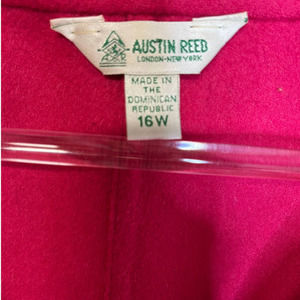 AUSTIN REED
LONDON-NEW YORK
MADE IN
THE
DOMINICAN
REPUBLIC
16W